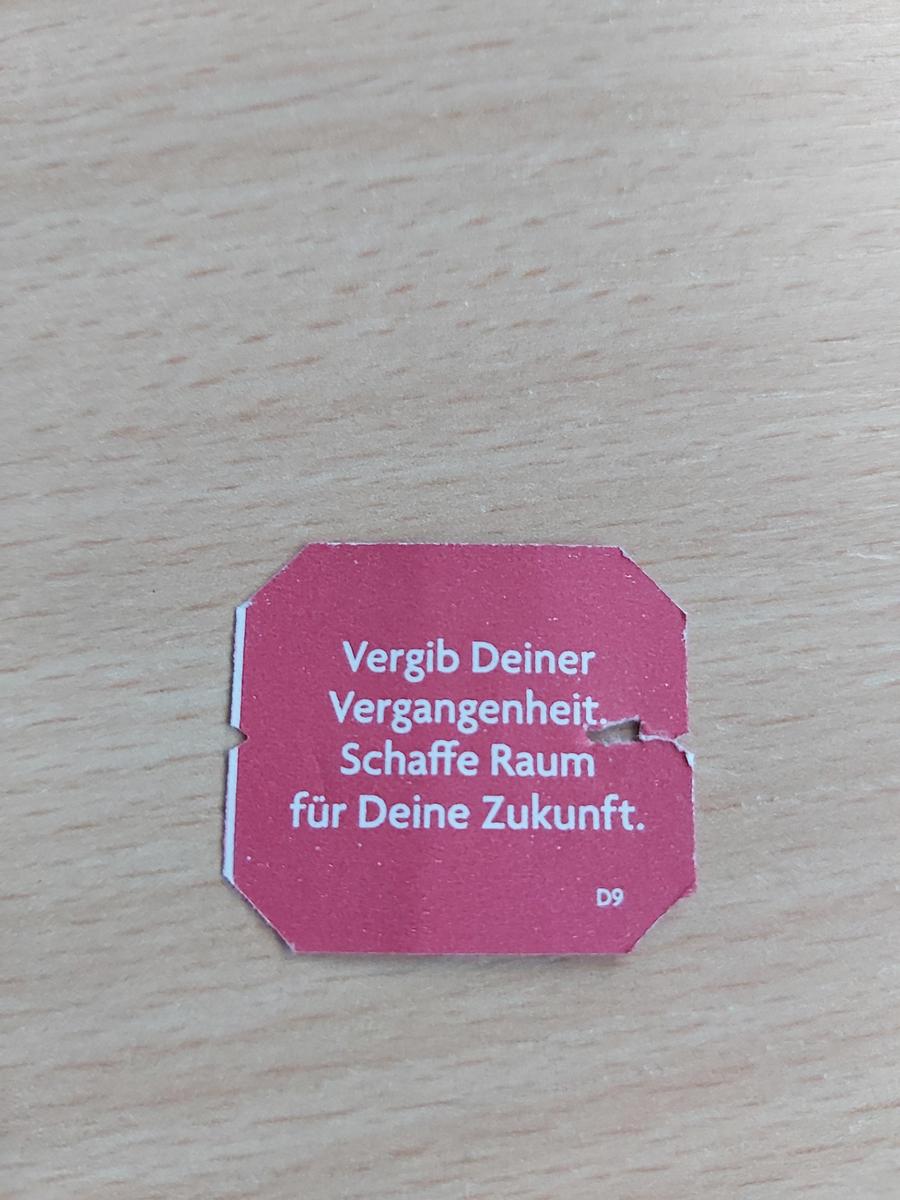 Vergib Deiner
Vergangenheit.
Schaffe Raum
für Deine Zukunft.
D9